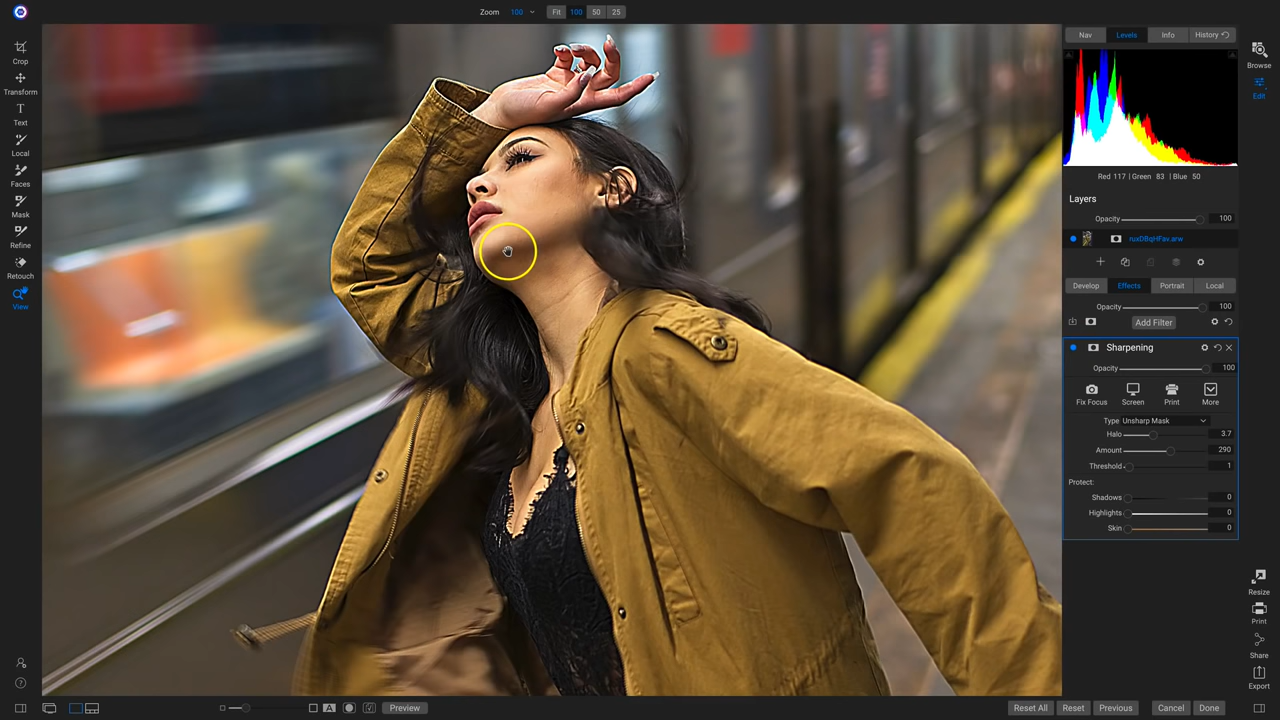 Zoom 100 Fit 100 50 25
Crop
Transform
Text
Local
Faces
Mask
Refine
Retouch
View
Nav Levels Info History
Red 117 | Green 83 | Blue 50
Layers
Opacity 100
ruxDBqHFav.arw
Develop Effects Portrait Local
Opacity 100
Add Filter
Sharpening
Opacity 100
Fix Focus Screen Print More
Type Unsharp Mask
Halo 3.7
Amount 290
Threshold 1
Protect:
Shadows 0
Highlights 0
Skin 0
Browse
Edit
Resize
Print
Share
Export
A Preview
Reset All Reset Previous Cancel Done